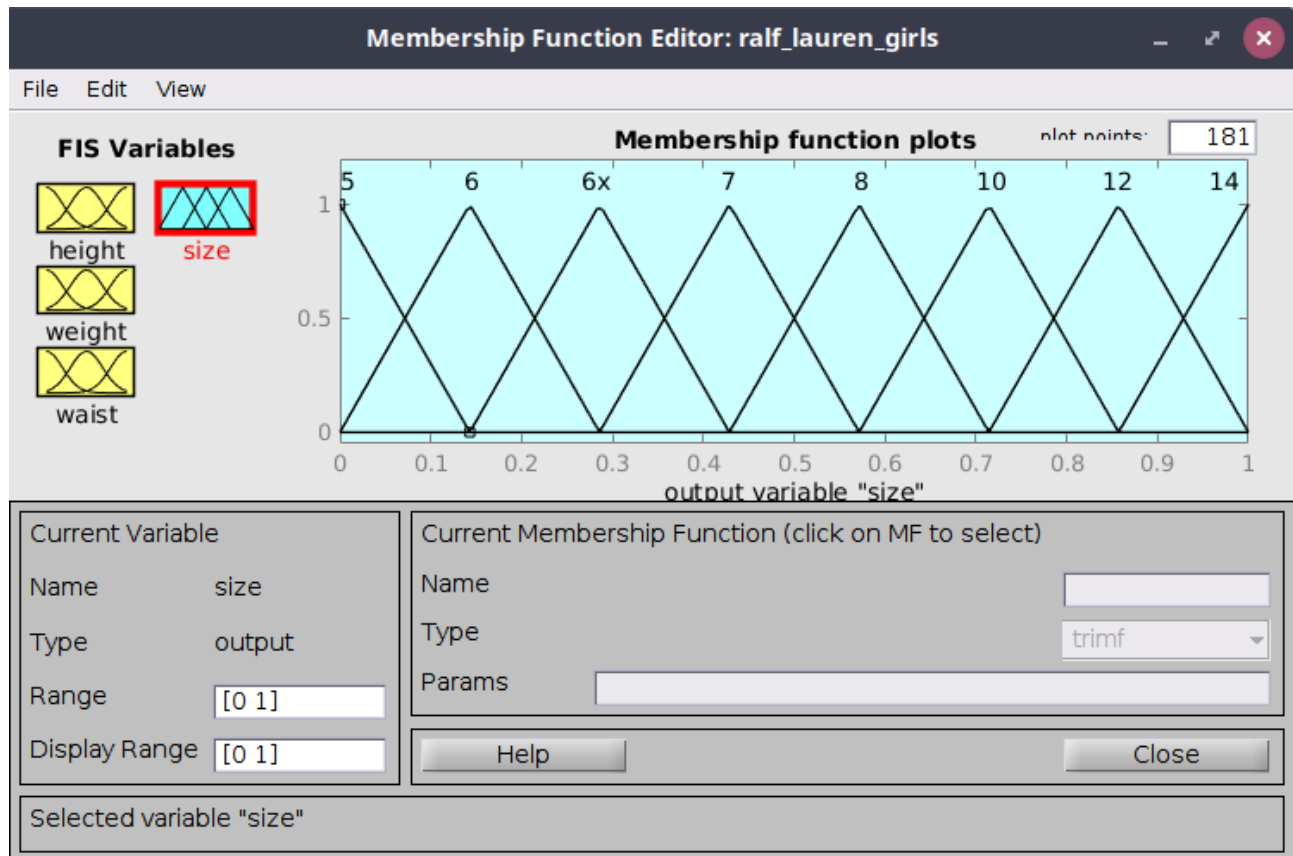 Membership Function Editor: ralf_lauren_girls
File Edit View
FIS Variables
height
size
weight
waist
Membership function plots
plot points: 181
5 6 6x 7 8 10 12 14
1
0.5
0
0 0.1 0.2 0.3 0.4 0.5 0.6 0.7 0.8 0.9 1
output variable "size"
Current Variable
Name size
Type output
Range [0 1]
Display Range [0 1]
Current Membership Function (click on MF to select)
Name
Type trimf
Params
Help Close
Selected variable "size"